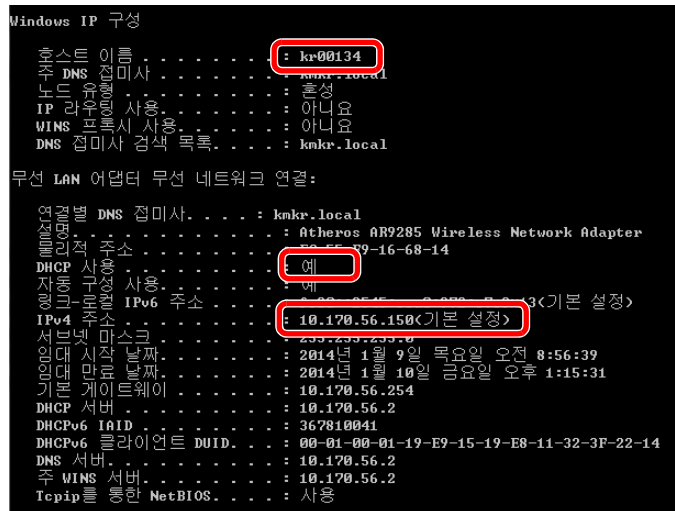 Windows IP 구성
호스트 이름 . . . . . . . . : kr00134
주 DNS 접미사 . . . . . . . : kmkr.local
노드 유형 . . . . . . . . . : 혼성
IP 라우팅 사용. . . . . . . : 아니요
WINS 프록시 사용. . . . . . : 아니요
DNS 접미사 검색 목록. . . . : kmkr.local
무선 LAN 어댑터 무선 네트워크 연결:
연결별 DNS 접미사. . . . : kmkr.local
설명. . . . . . . . . . . . : Atheros AR9285 Wireless Network Adapter
물리적 주소 . . . . . . . . : 16-68-14
DHCP 사용 . . . . . . . . . : 예
자동 구성 사용. . . . . . . : 예
링크-로컬 IPv6 주소 . . . . (기본 설정)
IPv4 주소 . . . . . . . . . : 10.170.56.150(기본 설정)
서브넷 마스크 . . . . . . . : 255.255.255.0
임대 시작 날짜. . . . . . . : 2014년 1월 9일 목요일 오전 8:56:39
임대 만료 날짜. . . . . . . : 2014년 1월 10일 금요일 오후 1:15:31
기본 게이트웨이 . . . . . . : 10.170.56.254
DHCP 서버 . . . . . . . . . : 10.170.56.2
DHCPv6 IAID . . . . . . . . : 367810041
DHCPv6 클라이언트 DUID. . . : 00-01-00-01-19-E9-15-19-E8-11-32-3F-22-14
DNS 서버. . . . . . . . . . : 10.170.56.2
주 WINS 서버. . . . . . . . : 10.170.56.2
Tcpip를 통한 NetBIOS. . . . : 사용